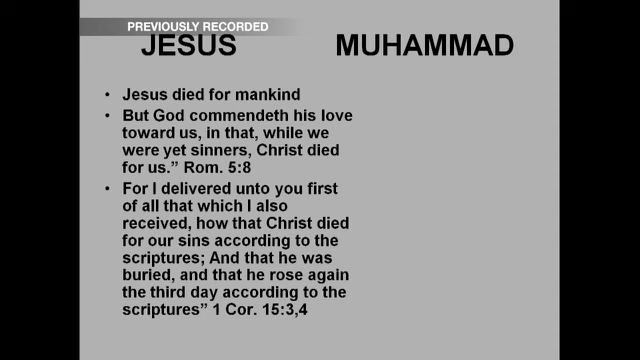 PREVIOUSLY RECORDED
JESUS
MUHAMMAD
• Jesus died for mankind
• But God commendeth his love
toward us, in that, while we
were yet sinners, Christ died
for us.” Rom. 5:8
• For I delivered unto you first
of all that which I also
received, how that Christ died
for our sins according to the
scriptures; And that he was
buried, and that he rose again
the third day according to the
scriptures” 1 Cor. 15:3,4